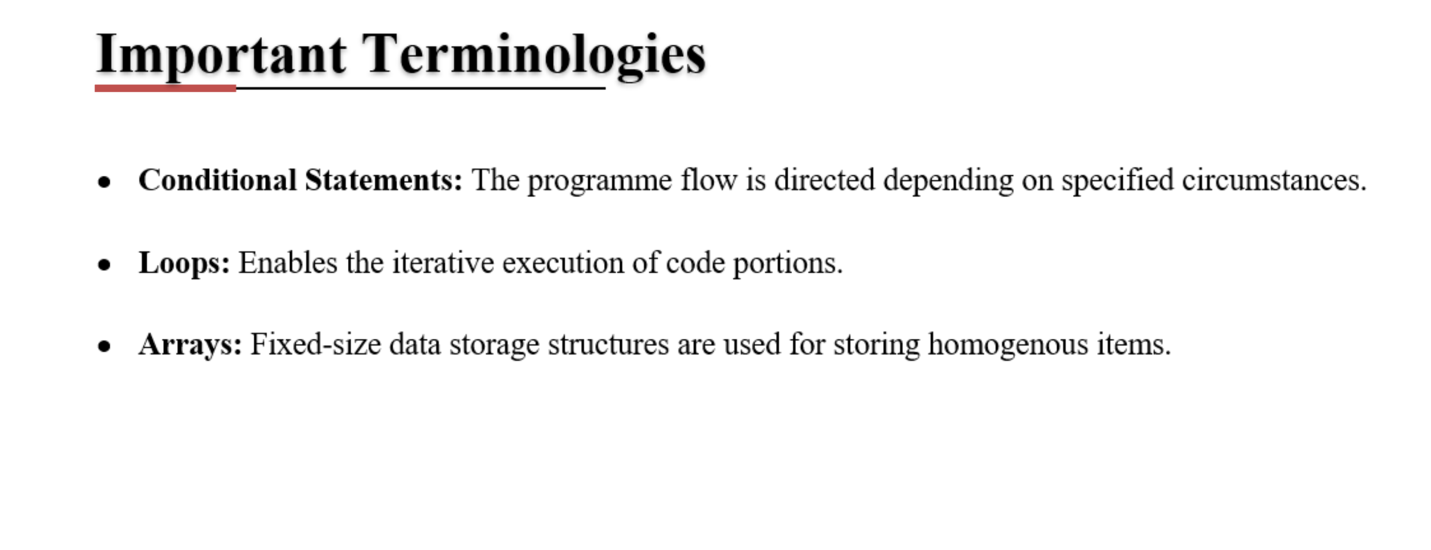 Important Terminologies
• Conditional Statements: The programme flow is directed depending on specified circumstances.
• Loops: Enables the iterative execution of code portions.
• Arrays: Fixed-size data storage structures are used for storing homogenous items.